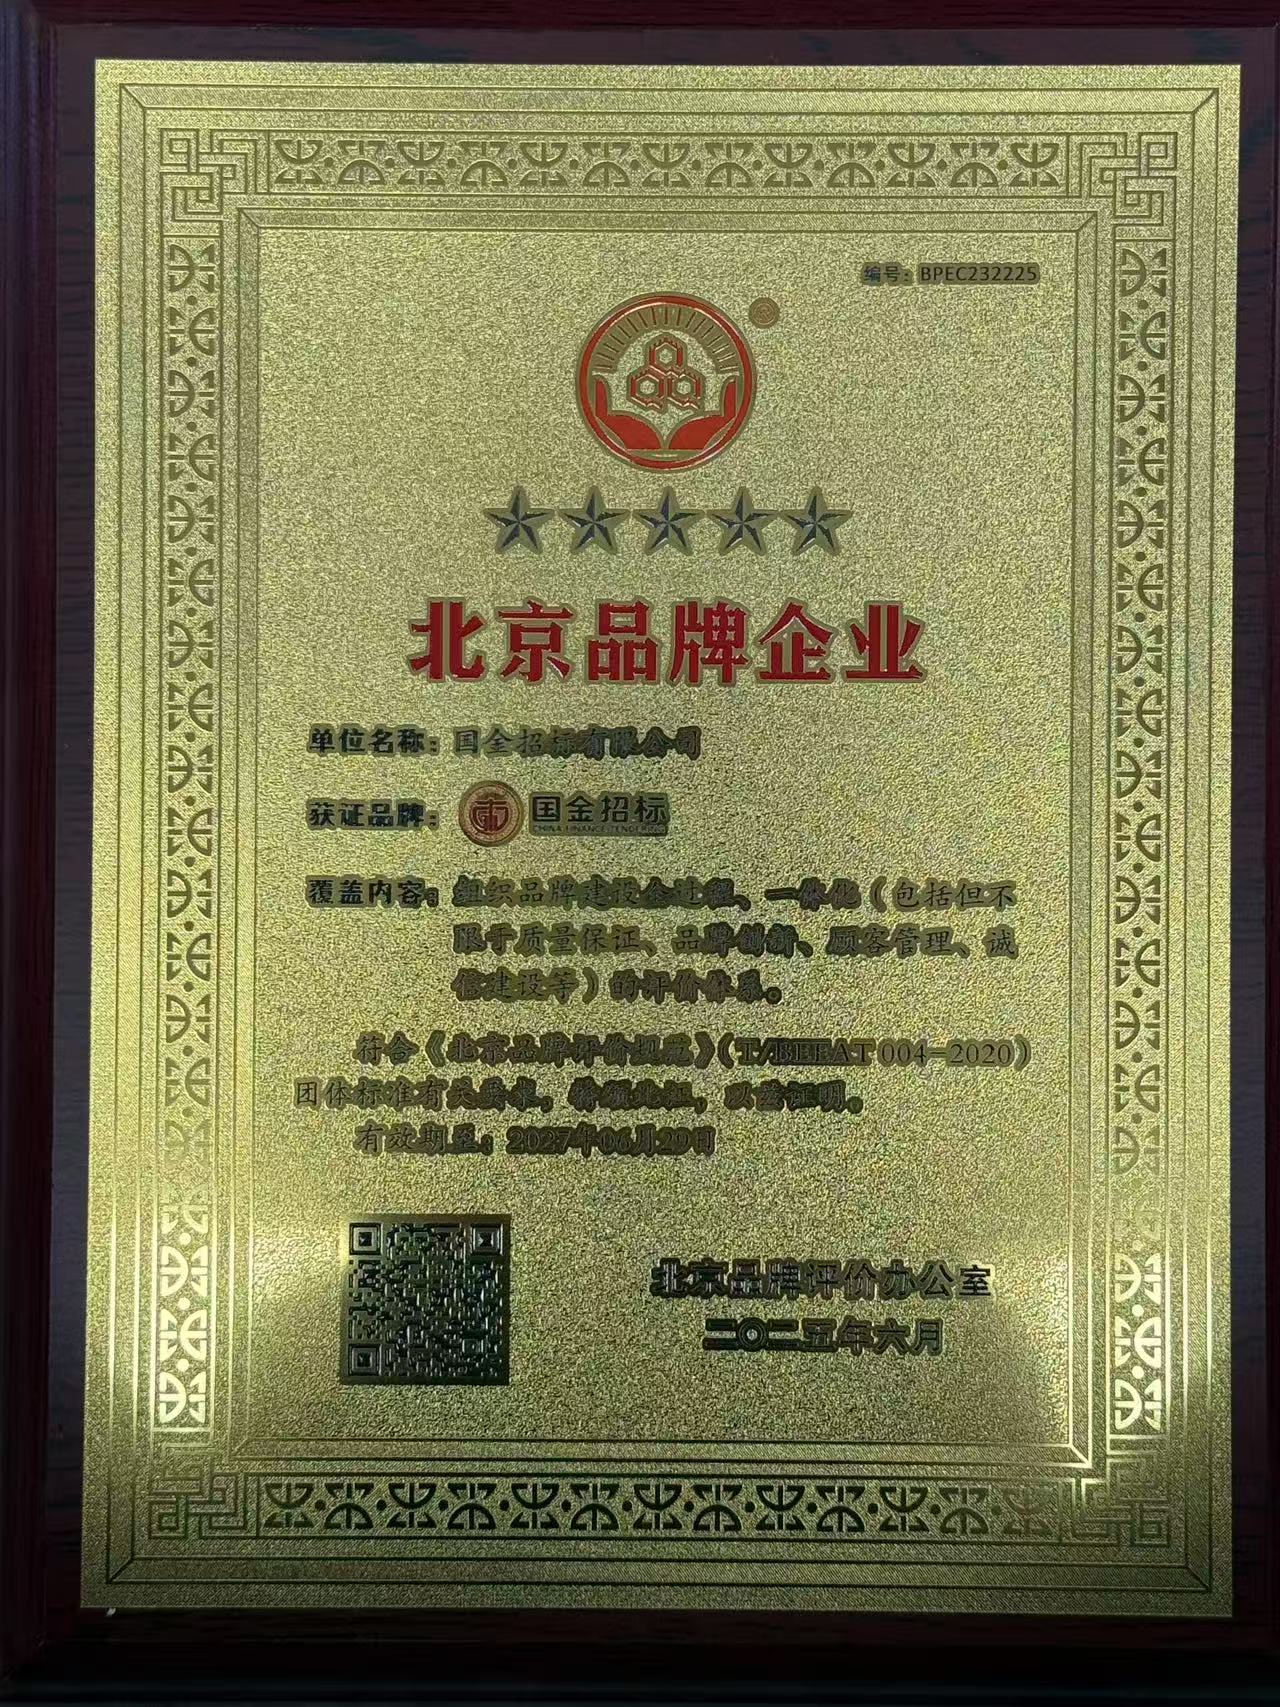 编号：BPEC232225
®
北京品牌企业
单位名称：国金招标有限公司
获证品牌：国金招标
CHINA FINANCE TENDERING
覆盖内容：组织品牌建设全过程、一体化（包括但不
限于质量保证、品牌创新、顾客管理、诚
信建设等）的评价体系。
符合《北京品牌评价规范》（T/BEEAT 004-2020）
团体标准有关要求，特颁此证，以兹证明。
有效期至：2027年06月29日
北京品牌评价办公室
二〇二五年六月